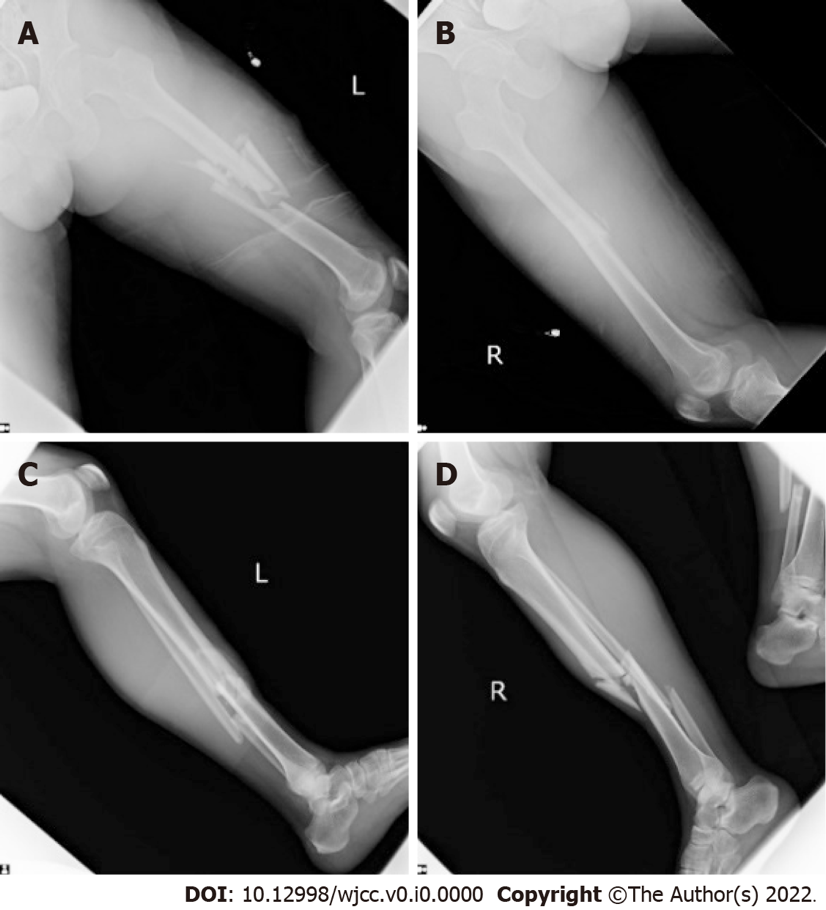 A
L
B
R
C
L
D
R
DOI: 10.12998/wjcc.v0.i0.0000 Copyright ©The Author(s) 2022.